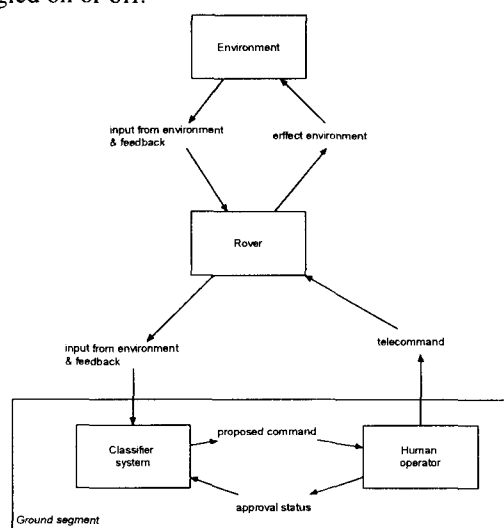 Environment
input from environment
& feedback
erffect environment
Rover
input from environment
& feedback
telecommand
proposed command
Classifier
system
Human
operator
approval status
Ground segment